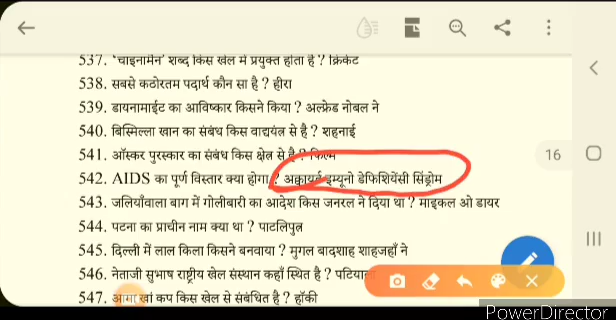 537. 'चाइनामैन' शब्द किस खेल में प्रयुक्त होता है ? क्रिकेट
538. सबसे कठोरतम पदार्थ कौन सा है ? हीरा
539. डायनामाईट का आविष्कार किसने किया ? अल्फ्रेड नोबल ने
540. बिस्मिल्ला खान का संबंध किस वाद्ययंल से है ? शहनाई
541. ऑस्कर पुरस्कार का संबंध किस क्षेल से है ? फिल्म
16
542. AIDS का पूर्ण विस्तार क्या होगा ? अक्वायर्ड इम्यूनो डेफिशियेंसी सिंड्रोम
543. जलियाँवाला बाग में गोलीबारी का आदेश किस जनरल ने दिया था ? माइकल ओ डायर
544. पटना का प्राचीन नाम क्या था ? पाटलिपुल
545. दिल्ली में लाल किला किसने बनवाया ? मुगल बादशाह शाहजहाँ ने
546. नेताजी सुभाष राष्ट्रीय खेल संस्थान कहाँ स्थित है ? पटियाला
547. आगा खां कप किस खेल से संबंधित है ? हॉकी
PowerDirector